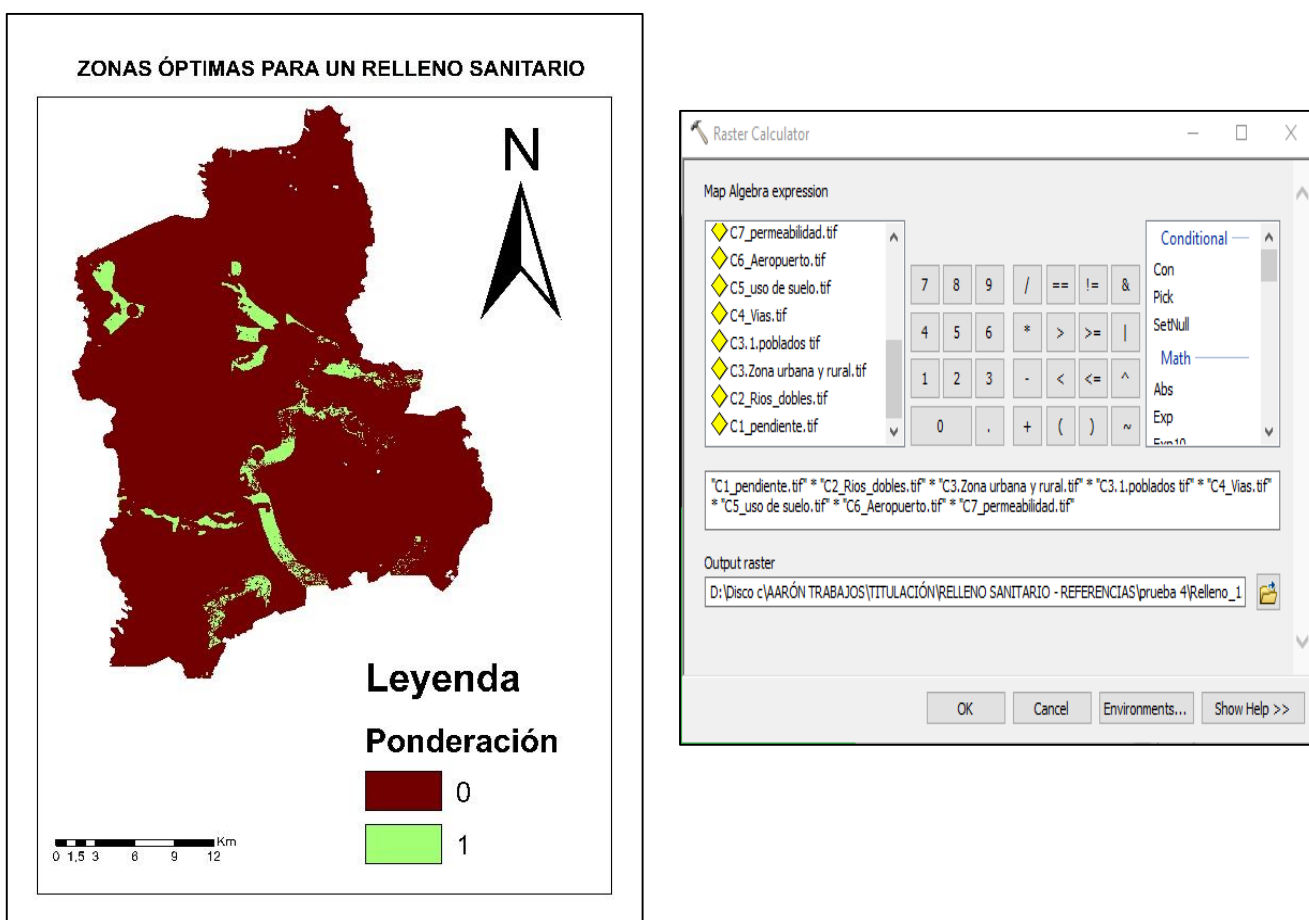 ZONAS ÓPTIMAS PARA UN RELLENO SANITARIO
N
Leyenda
Ponderación
0
1
Km
0 1,5 3 6 9 12
Raster Calculator
Map Algebra expression
C7_permeabilidad.tif
C6_Aeropuerto.tif
C5_uso de suelo.tif
C4_Vias.tif
C3.1.poblados tif
C3.Zona urbana y rural.tif
C2_Rios_dobles.tif
C1_pendiente.tif
7 8 9 / == != &
4 5 6 * > >= |
1 2 3 - < <= ^
0 . + ( ) ~
Conditional
Con
Pick
SetNull
Math
Abs
Exp
Exp10
"C1_pendiente.tif" * "C2_Rios_dobles.tif" * "C3.Zona urbana y rural.tif" * "C3.1.poblados tif" * "C4_Vias.tif"
* "C5_uso de suelo.tif" * "C6_Aeropuerto.tif" * "C7_permeabilidad.tif"
Output raster
D:\Disco c\AARÓN TRABAJOS\TITULACIÓN\RELLENO SANITARIO - REFERENCIAS\prueba 4\Relleno_1
OK Cancel Environments... Show Help >>